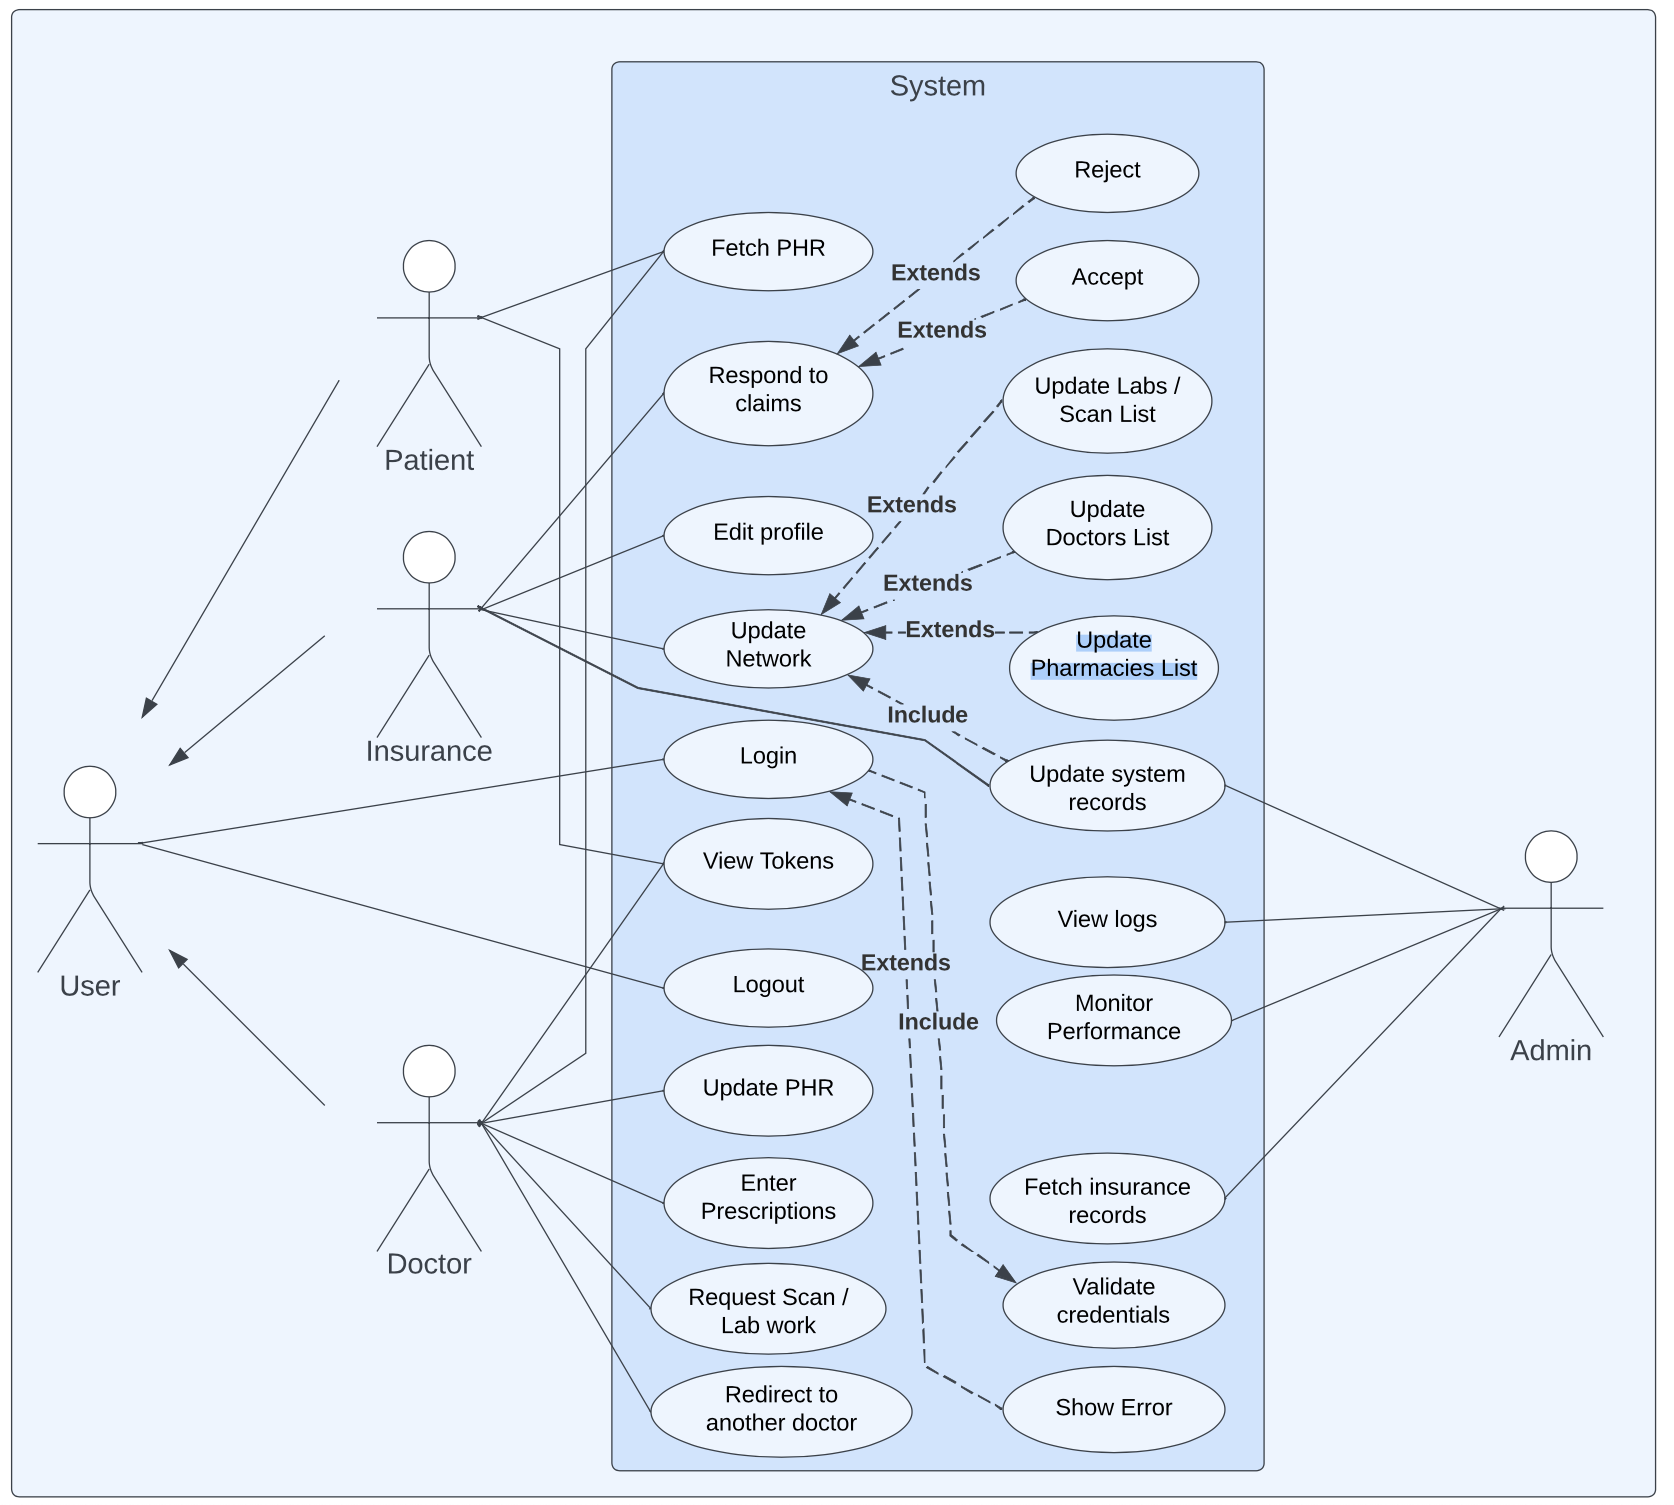 System
Reject
Fetch PHR
Extends
Accept
Extends
Respond to
claims
Update Labs /
Scan List
Patient
Extends
Update
Doctors List
Edit profile
Extends
Update
Network
Extends
Update
Pharmacies List
Include
Insurance
Login
Update system
records
View Tokens
View logs
User
Logout
Extends
Include
Monitor
Performance
Admin
Update PHR
Enter
Prescriptions
Fetch insurance
records
Doctor
Request Scan /
Lab work
Validate
credentials
Redirect to
another doctor
Show Error